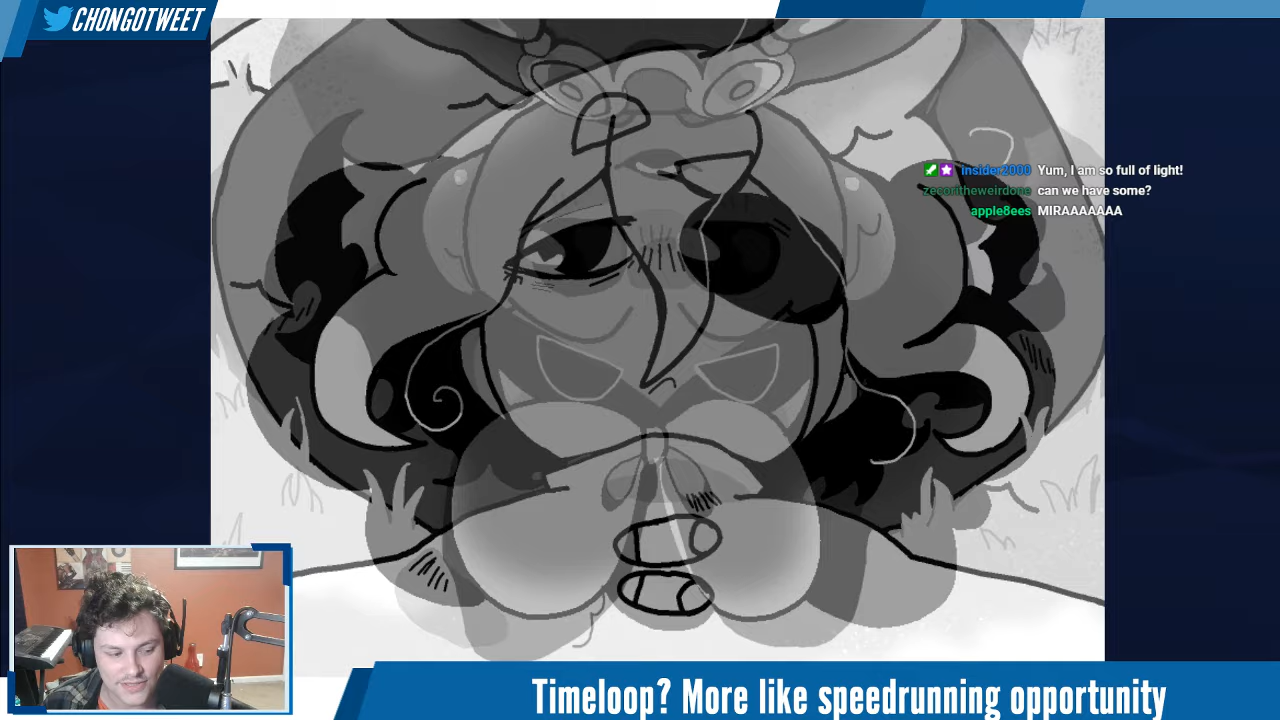 CHONGOTWEET
insider2000 Yum, I am so full of light!
zecoritheweirdone can we have some?
apple8ees MIRAAAAAAA
Timeloop? More like speedrunning opportunity